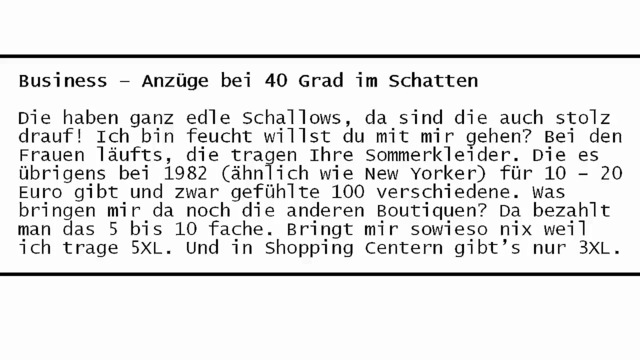 Business – Anzüge bei 40 Grad im Schatten
Die haben ganz edle Schallows, da sind die auch stolz
drauf! Ich bin feucht willst du mit mir gehen? Bei den
Frauen läufts, die tragen Ihre Sommerkleider. Die es
übrigens bei 1982 (ähnlich wie New Yorker) für 10 – 20
Euro gibt und zwar gefühlte 100 verschiedene. Was
bringen mir da noch die anderen Boutiquen? Da bezahlt
man das 5 bis 10 fache. Bringt mir sowieso nix weil
ich trage 5XL. Und in Shopping Centern gibt’s nur 3XL.